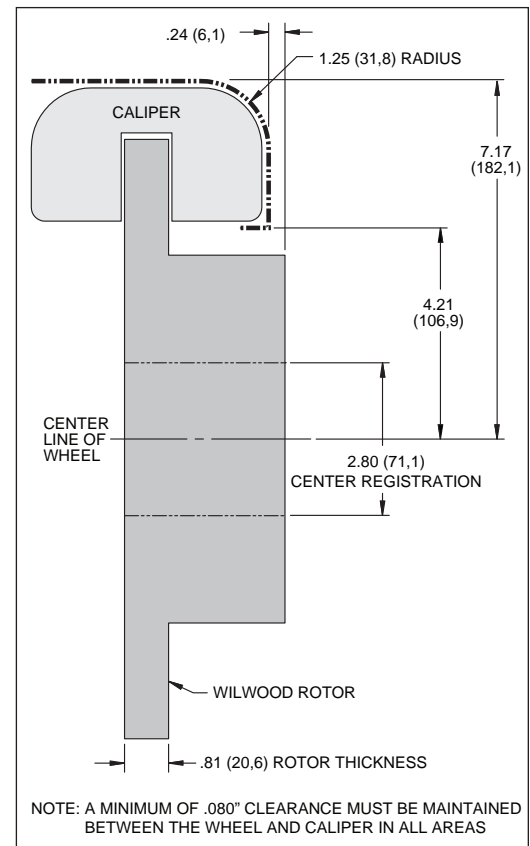 .24 (6,1)
1.25 (31,8) RADIUS
CALIPER
7.17
(182,1)
4.21
(106,9)
CENTER
LINE OF
WHEEL
2.80 (71,1)
CENTER REGISTRATION
WILWOOD ROTOR
.81 (20,6) ROTOR THICKNESS
NOTE: A MINIMUM OF .080" CLEARANCE MUST BE MAINTAINED
BETWEEN THE WHEEL AND CALIPER IN ALL AREAS